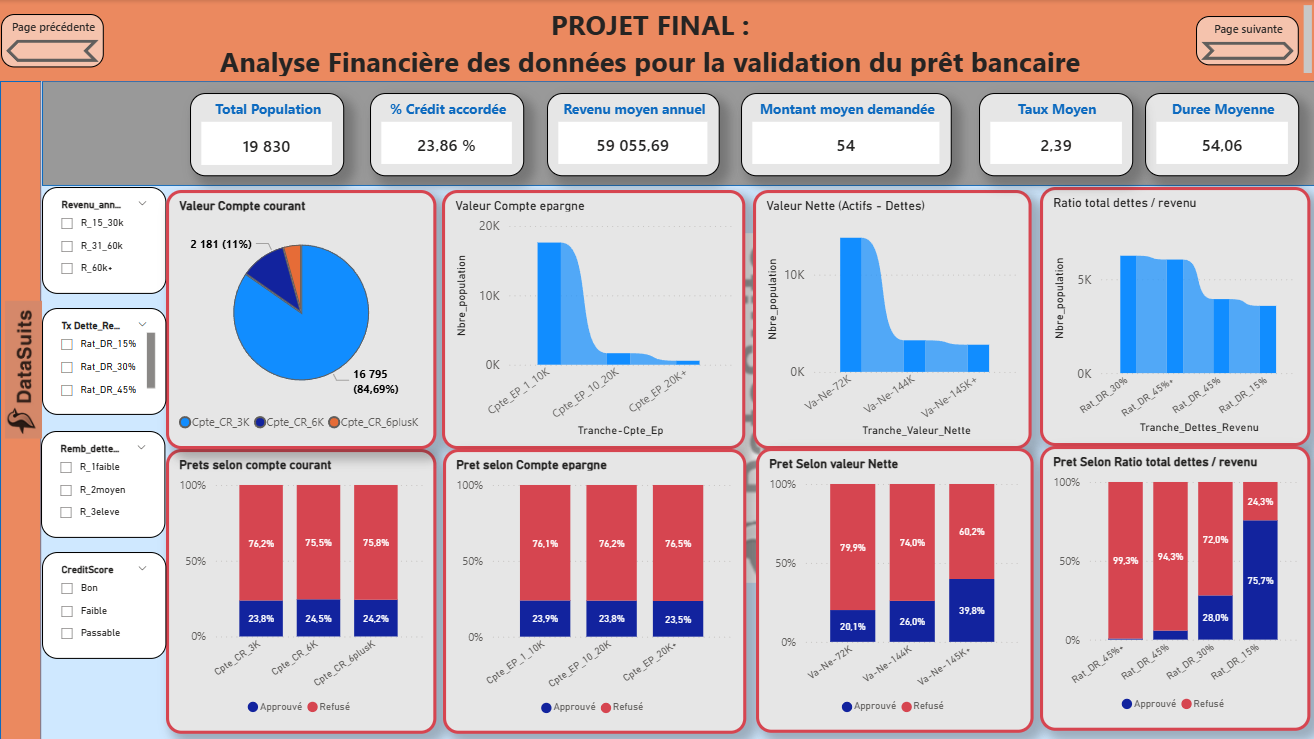 Page précédente
PROJET FINAL :
Analyse Financière des données pour la validation du prêt bancaire
Page suivante
Total Population
19 830
% Crédit accordée
23,86 %
Revenu moyen annuel
59 055,69
Montant moyen demandée
54
Taux Moyen
2,39
Duree Moyenne
54,06
DataSuits
Revenu_ann...
R_15_30k
R_31_60k
R_60k+
Tx Dette_Re...
Rat_DR_15%
Rat_DR_30%
Rat_DR_45%
Remb_dette...
R_1faible
R_2moyen
R_3eleve
CreditScore
Bon
Faible
Passable
Valeur Compte courant
2 181 (11%)
16 795
(84,69%)
Cpte_CR_3K Cpte_CR_6K Cpte_CR_6plusK
Valeur Compte epargne
20K
10K
0K
Nbre_population
Cpte_EP_1_10K
Cpte_EP_10_20K
Cpte_EP_20K+
Tranche-Cpte_Ep
Valeur Nette (Actifs - Dettes)
10K
0K
Nbre_population
Va-Ne-72K
Va-Ne-144K
Va-Ne-145K+
Tranche_Valeur_Nette
Ratio total dettes / revenu
5K
0K
Nbre_population
Rat_DR_30%
Rat_DR_45%+
Rat_DR_45%
Rat_DR_15%
Tranche_Dettes_Revenu
Prets selon compte courant
100%
50%
0%
76,2% 75,5% 75,8%
23,8% 24,5% 24,2%
Cpte_CR_3K
Cpte_CR_6K
Cpte_CR_6plusK
Approuvé Refusé
Pret selon Compte epargne
100%
50%
0%
76,1% 76,2% 76,5%
23,9% 23,8% 23,5%
Cpte_EP_1_10K
Cpte_EP_10_20K
Cpte_EP_20K+
Approuvé Refusé
Pret Selon valeur Nette
100%
50%
0%
79,9% 74,0% 60,2%
20,1% 26,0% 39,8%
Va-Ne-72K
Va-Ne-144K
Va-Ne-145K+
Approuvé Refusé
Pret Selon Ratio total dettes / revenu
100%
50%
0%
99,3% 94,3% 72,0% 24,3%
28,0% 75,7%
Rat_DR_45%+
Rat_DR_45%
Rat_DR_30%
Rat_DR_15%
Approuvé Refusé